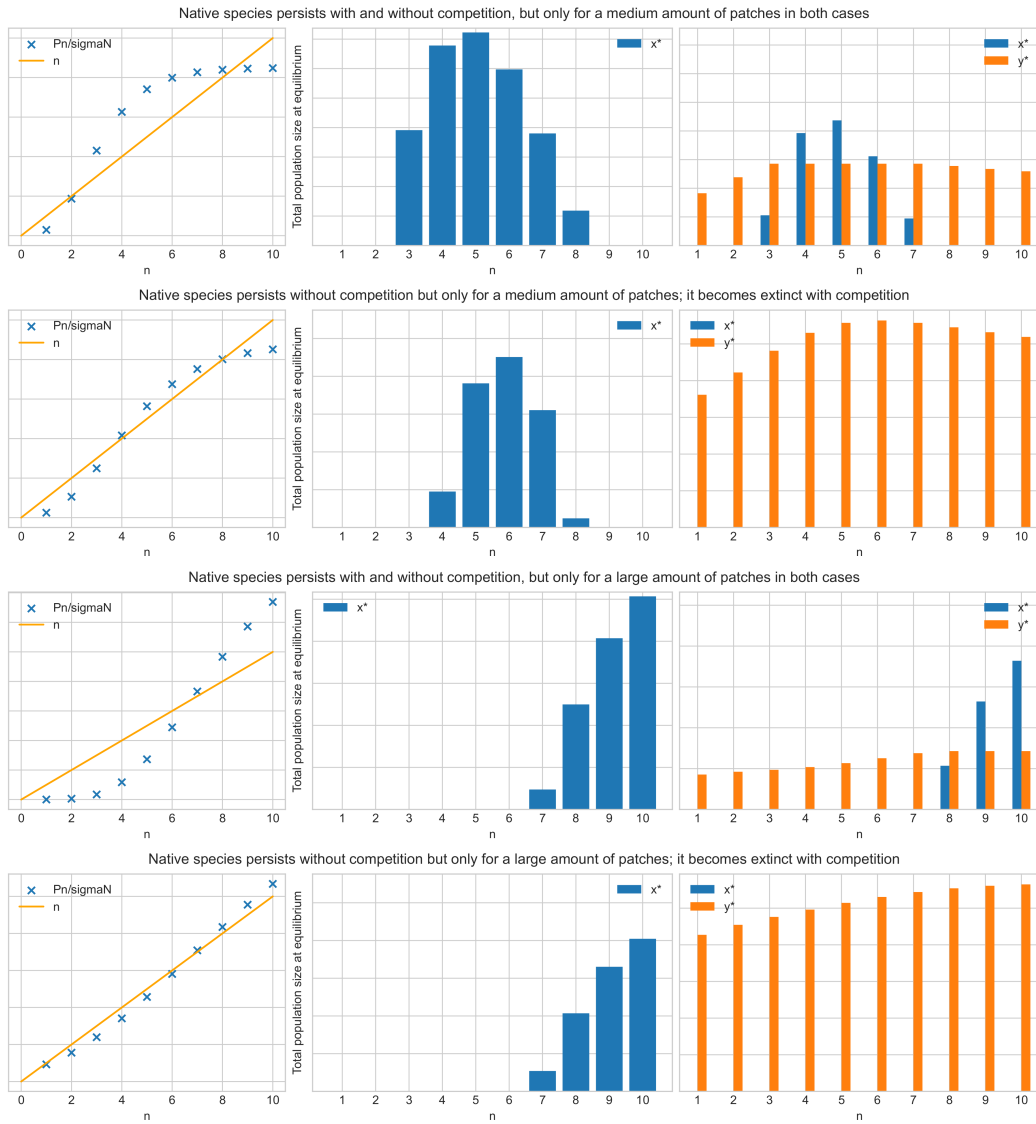 Native species persists with and without competition, but only for a medium amount of patches in both cases
Pn/sigmaN
n
0 2 4 6 8 10
n
Total population size at equilibrium
x*
1 2 3 4 5 6 7 8 9 10
n
x*
y*
1 2 3 4 5 6 7 8 9 10
n
Native species persists without competition but only for a medium amount of patches; it becomes extinct with competition
Pn/sigmaN
n
0 2 4 6 8 10
n
Total population size at equilibrium
x*
1 2 3 4 5 6 7 8 9 10
n
x*
y*
1 2 3 4 5 6 7 8 9 10
n
Native species persists with and without competition, but only for a large amount of patches in both cases
Pn/sigmaN
n
0 2 4 6 8 10
n
Total population size at equilibrium
x*
1 2 3 4 5 6 7 8 9 10
n
x*
y*
1 2 3 4 5 6 7 8 9 10
n
Native species persists without competition but only for a large amount of patches; it becomes extinct with competition
Pn/sigmaN
n
0 2 4 6 8 10
n
Total population size at equilibrium
x*
1 2 3 4 5 6 7 8 9 10
n
x*
y*
1 2 3 4 5 6 7 8 9 10
n